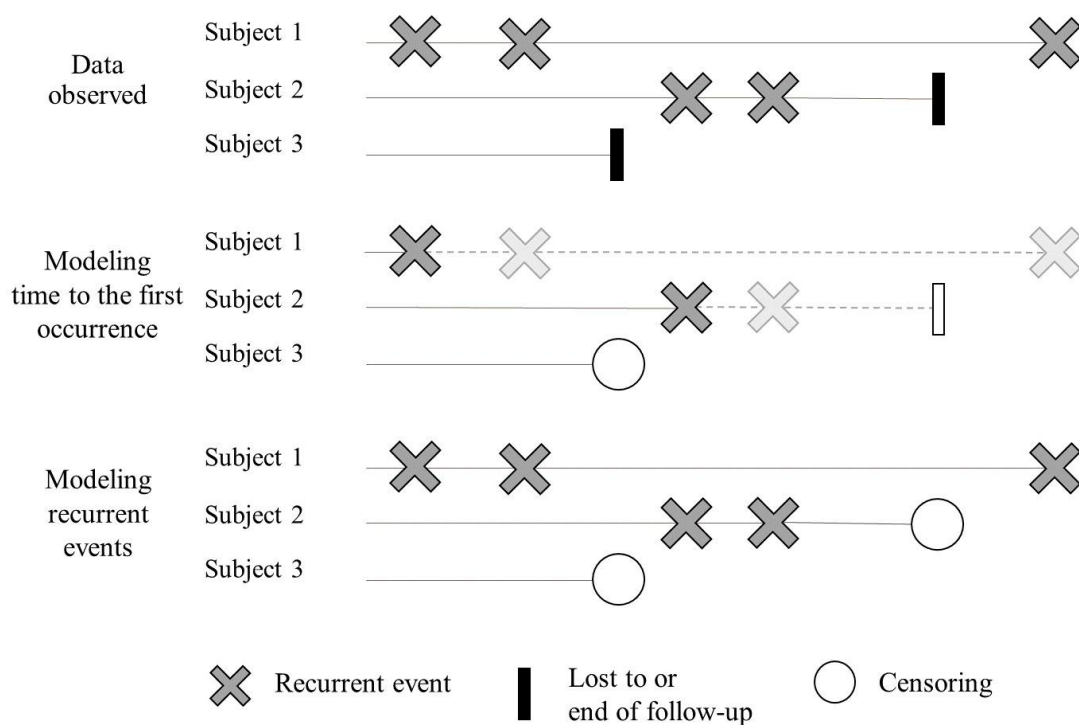 Data
observed
Subject 1
Subject 2
Subject 3
Modeling
time to the first
occurrence
Subject 1
Subject 2
Subject 3
Modeling
recurrent
events
Subject 1
Subject 2
Subject 3
Recurrent event
Lost to or
end of follow-up
Censoring